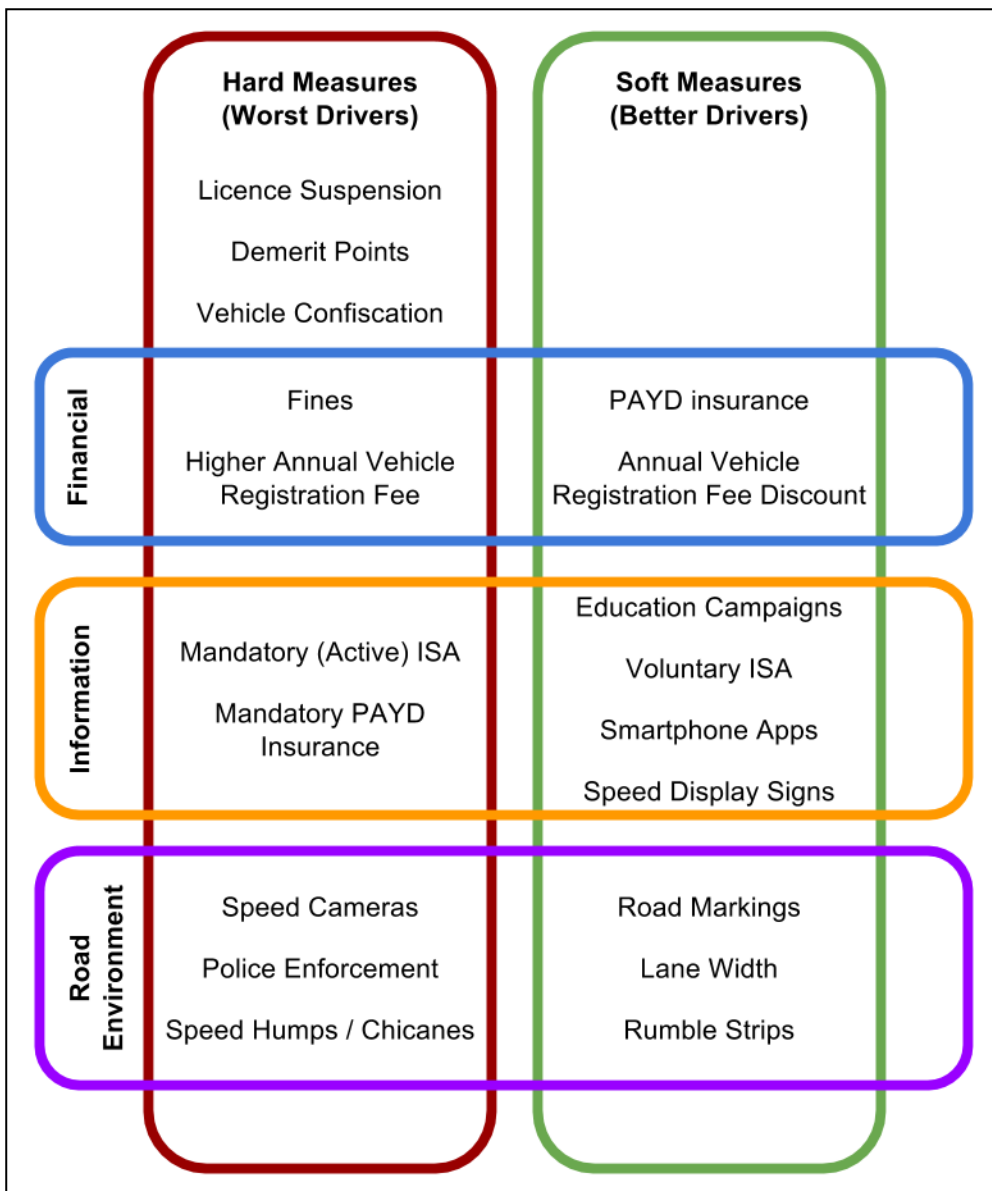 Hard Measures
(Worst Drivers)
Soft Measures
(Better Drivers)
Licence Suspension
Demerit Points
Vehicle Confiscation
Financial
Fines
Higher Annual Vehicle
Registration Fee
PAYD insurance
Annual Vehicle
Registration Fee Discount
Information
Mandatory (Active) ISA
Mandatory PAYD
Insurance
Education Campaigns
Voluntary ISA
Smartphone Apps
Speed Display Signs
Road
Environment
Speed Cameras
Police Enforcement
Speed Humps / Chicanes
Road Markings
Lane Width
Rumble Strips